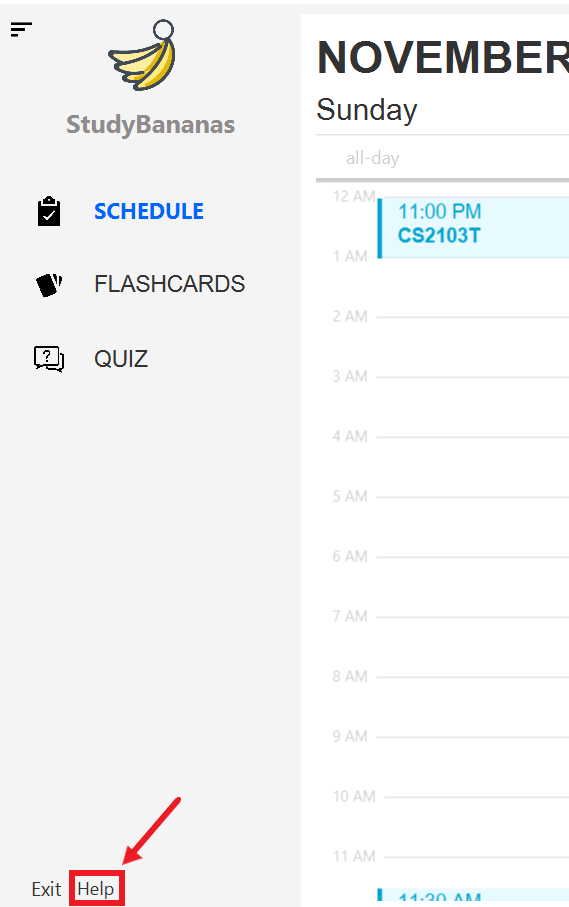 StudyBananas
SCHEDULE
FLASHCARDS
QUIZ
Exit Help
NOVEMBER
Sunday
all-day
12 AM
11:00 PM
CS2103T
1 AM
2 AM
3 AM
4 AM
5 AM
6 AM
7 AM
8 AM
9 AM
10 AM
11 AM
11:30 AM